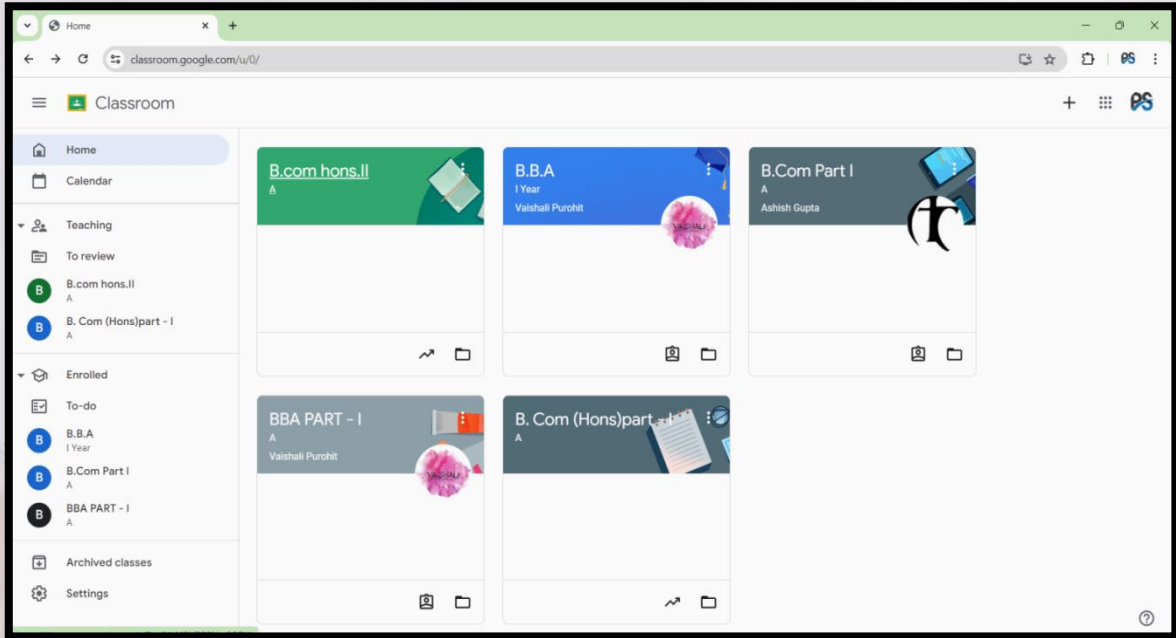 Home
classroom.google.com/u/0/
Classroom
Home
Calendar
Teaching
To review
B
B.com hons.II
A
B
B. Com (Hons)part - I
A
Enrolled
To-do
B
B.B.A
I Year
B
B.Com Part I
A
B
BBA PART - I
A
Archived classes
Settings
B.com hons.II
A
B.B.A
I Year
Vaishali Purohit
VAISHALI
B.Com Part I
A
Ashish Gupta
BBA PART - I
A
Vaishali Purohit
VAISHALI
B. Com (Hons)part - I
A